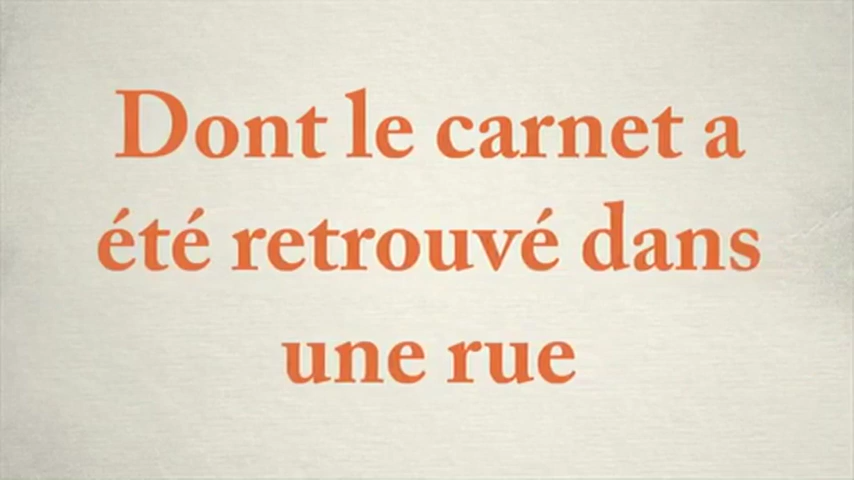 Dont le carnet a
été retrouvé dans
une rue